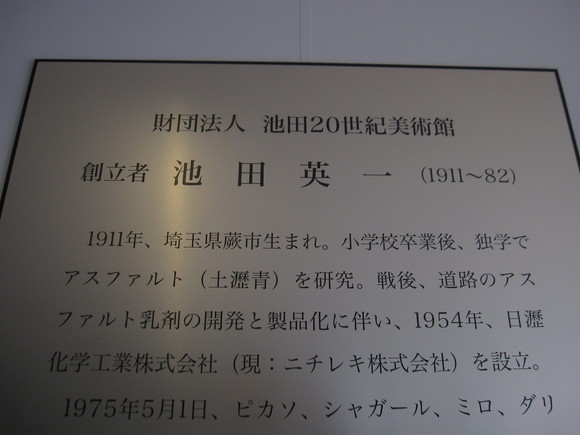 財団法人 池田20世紀美術館
創立者 池田英一 (1911～82)
1911年、埼玉県蕨市生まれ。小学校卒業後、独学で
アスファルト（土瀝青）を研究。戦後、道路のアス
ファルト乳剤の開発と製品化に伴い、1954年、日瀝
化学工業株式会社（現：ニチレキ株式会社）を設立。
1975年5月1日、ピカソ、シャガール、ミロ、ダリ